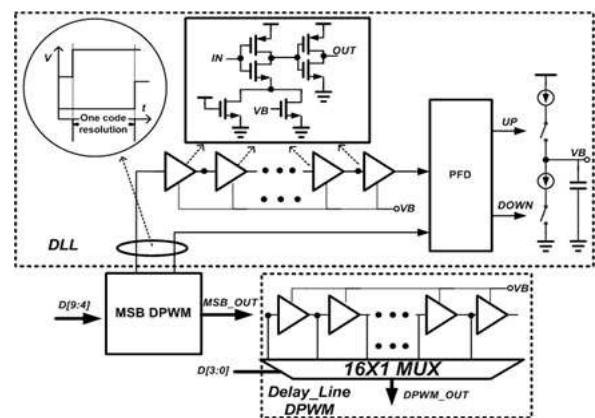 V
t
One code
resolution
IN
OUT
VB
UP
VB
PFD
DOWN
VB
DLL
D[9:4]
MSB DPWM
MSB_OUT
VB
D[3:0]
16X1 MUX
Delay_Line
DPWM
DPWM_OUT